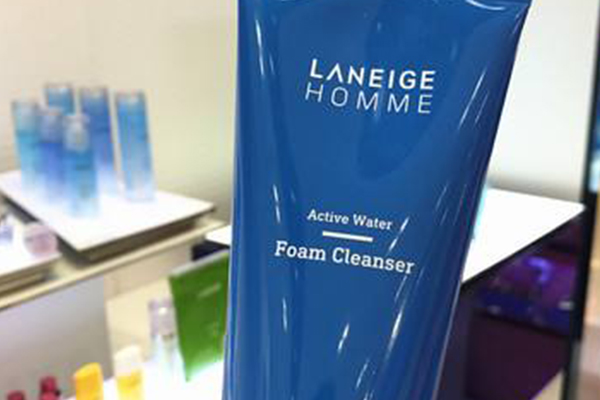 LANEIGE
HOMME
Active Water
Foam Cleanser